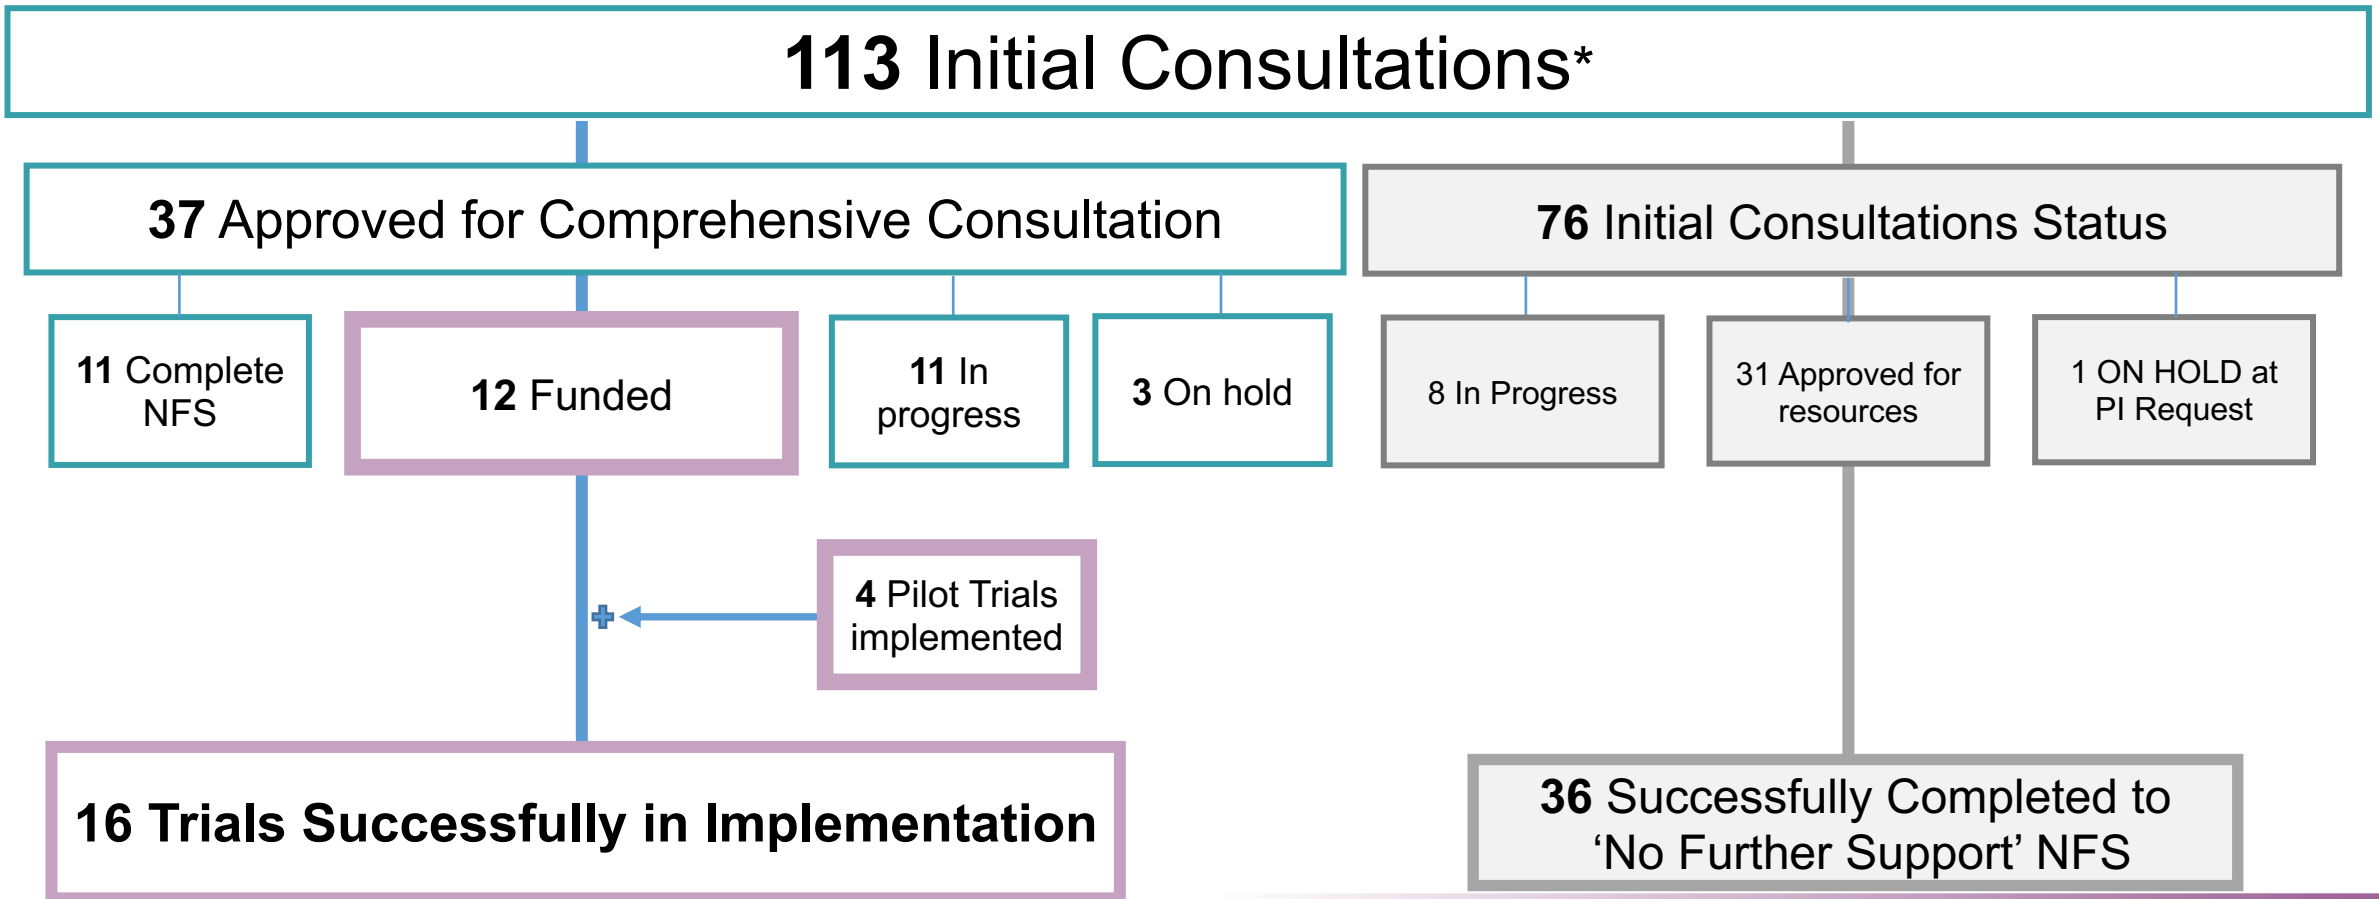 113 Initial Consultations*
37 Approved for Comprehensive Consultation
76 Initial Consultations Status
11 Complete
NFS
12 Funded
11 In
progress
3 On hold
8 In Progress
31 Approved for
resources
1 ON HOLD at
PI Request
4 Pilot Trials
implemented
16 Trials Successfully in Implementation
36 Successfully Completed to
‘No Further Support’ NFS